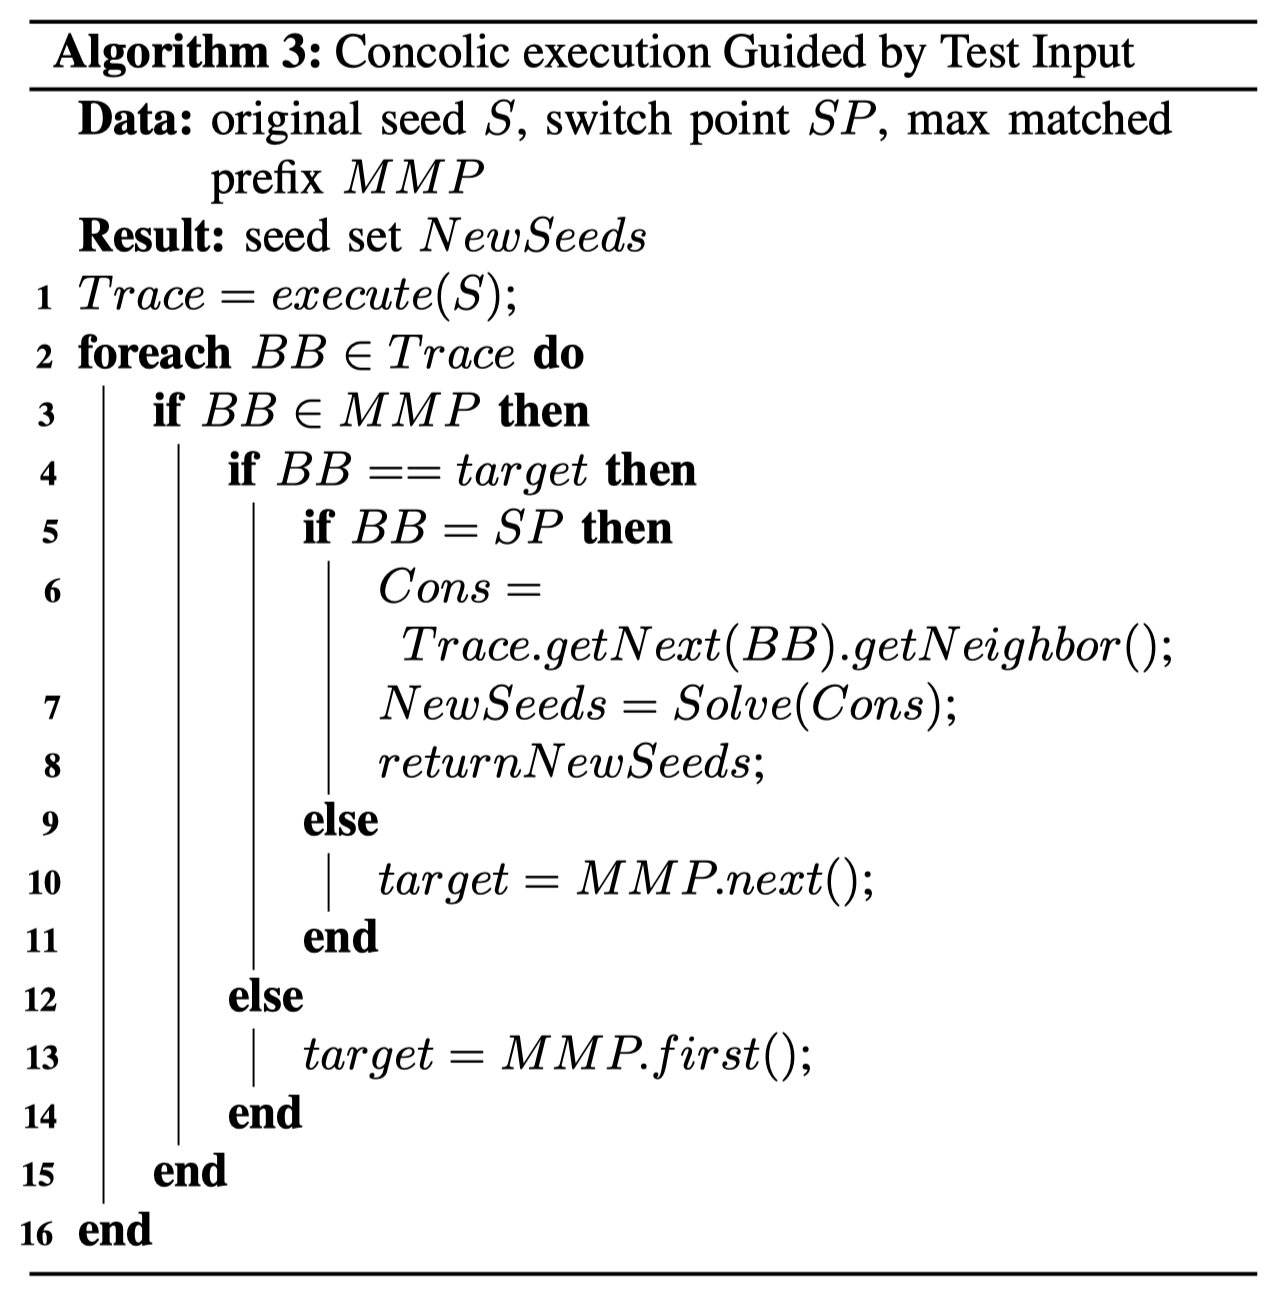 Algorithm 3: Concolic execution Guided by Test Input
Data: original seed S, switch point SP, max matched
prefix MMP
Result: seed set NewSeeds
1 Trace = execute(S);
2 foreach BB ∈ Trace do
3 if BB ∈ MMP then
4 if BB == target then
5 if BB = SP then
6 Cons =
Trace.getNext(BB).getNeighbor();
7 NewSeeds = Solve(Cons);
8 returnNewSeeds;
9 else
10 target = MMP.next();
11 end
12 else
13 target = MMP.first();
14 end
15 end
16 end